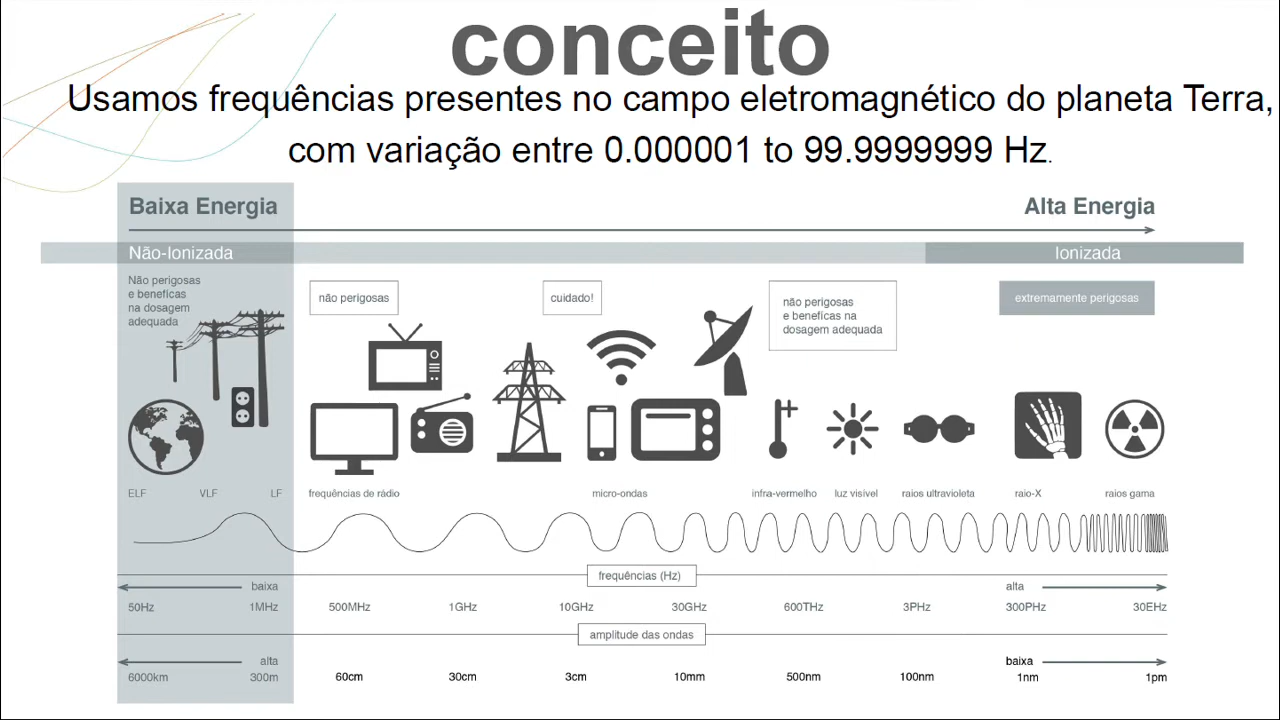 conceito
Usamos frequências presentes no campo eletromagnético do planeta Terra,
com variação entre 0.000001 to 99.9999999 Hz.
Baixa Energia
Alta Energia
Não-Ionizada
Ionizada
Não perigosas
e benefícas
na dosagem
adequada
não perigosas
cuidado!
não perigosas
e benefícas na
dosagem adequada
extremamente perigosas
ELF VLF LF frequências de rádio micro-ondas infra-vermelho luz visível raios ultravioleta raio-X raios gama
frequências (Hz)
baixa alta
50Hz 1MHz 500MHz 1GHz 10GHz 30GHz 600THz 3PHz 300PHz 30EHz
amplitude das ondas
alta baixa
6000km 300m 60cm 30cm 3cm 10mm 500nm 100nm 1nm 1pm